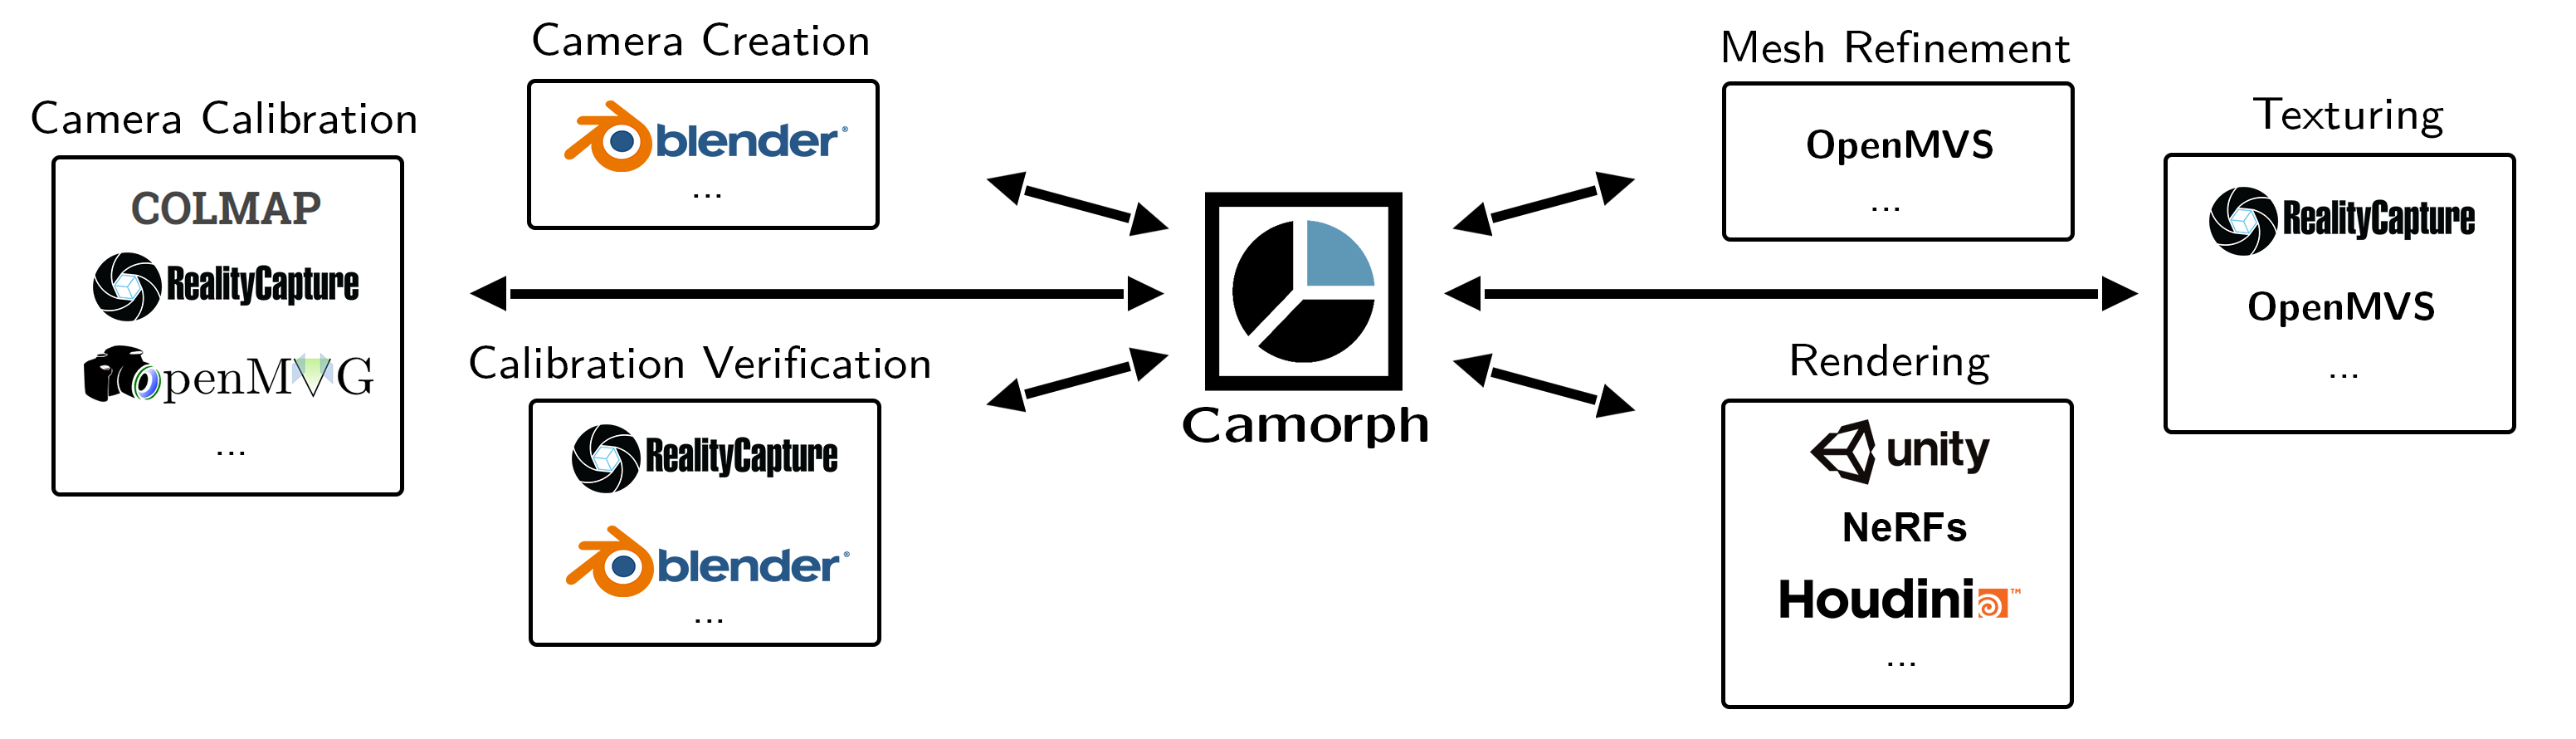 Camera Calibration
COLMAP
RealityCapture
OpenMVG
...
Camera Creation
blender®
...
Calibration Verification
RealityCapture
blender®
...
Camorph
Mesh Refinement
OpenMVS
...
Rendering
unity
NeRFs
Houdini™
...
Texturing
RealityCapture
OpenMVS
...